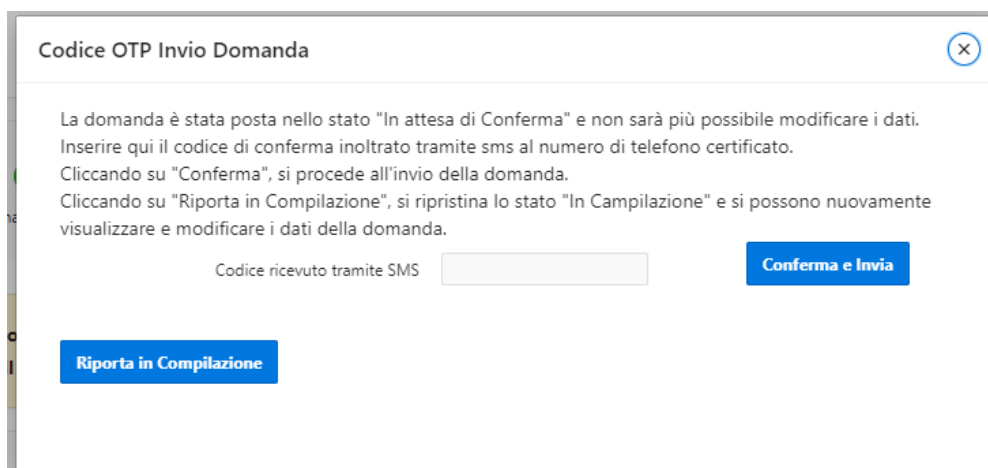 Codice OTP Invio Domanda
La domanda è stata posta nello stato "In attesa di Conferma" e non sarà più possibile modificare i dati.
Inserire qui il codice di conferma inoltrato tramite sms al numero di telefono certificato.
Cliccando su "Conferma", si procede all'invio della domanda.
Cliccando su "Riporta in Compilazione", si ripristina lo stato "In Campilazione" e si possono nuovamente
visualizzare e modificare i dati della domanda.
Codice ricevuto tramite SMS
Conferma e Invia
Riporta in Compilazione